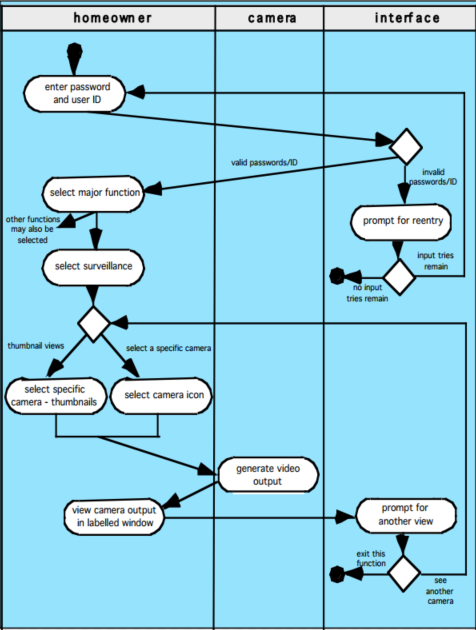 homeowner
camera
interface
enter password
and user ID
valid passwords/ID
invalid
passwords/ID
select major function
other functions
may also be
selected
prompt for reentry
input tries
remain
select surveillance
no input
tries remain
thumbnail views
select a specific camera
select specific
camera - thumbnails
select camera icon
generate video
output
view camera output
in labelled window
prompt for
another view
exit this
function
see
another
camera